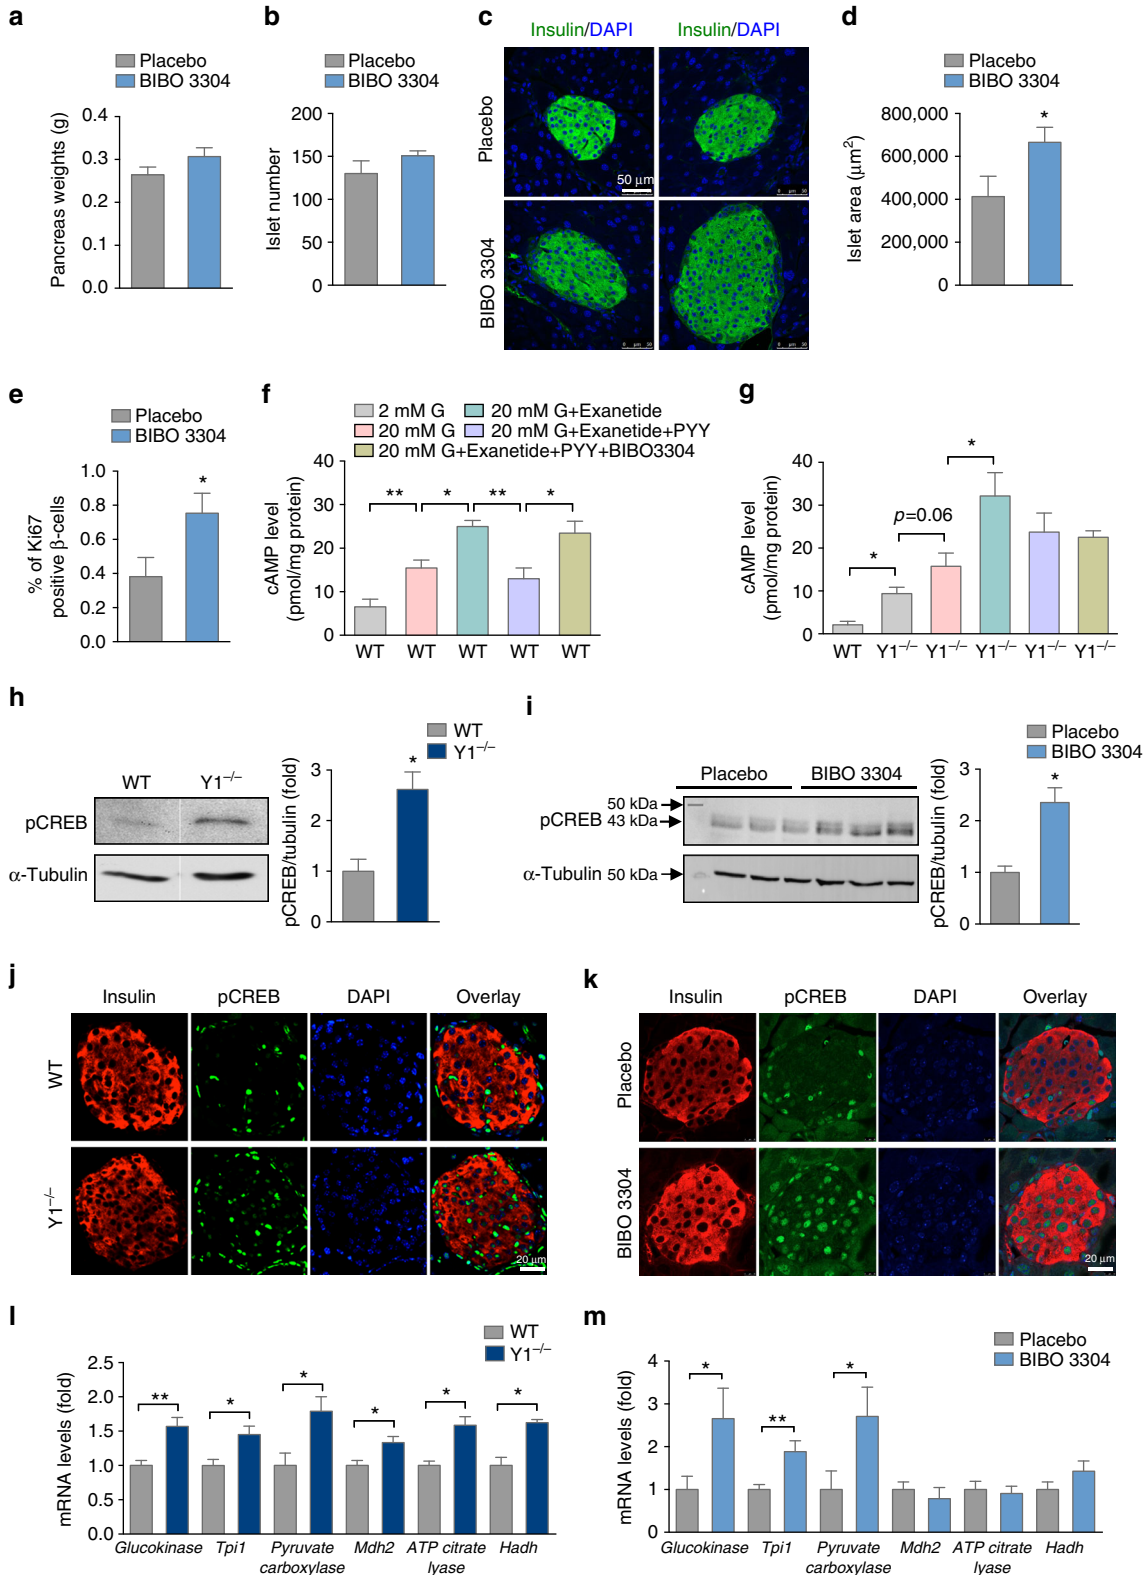 a
Placebo
BIBO 3304
Pancreas weights (g)
0.4
0.3
0.2
0.1
0.0
b
Placebo
BIBO 3304
Islet number
200
150
100
50
0
c
Insulin/DAPI
Insulin/DAPI
Placebo
BIBO 3304
50 μm
d
Placebo
BIBO 3304
Islet area (μm²)
800,000
600,000
400,000
200,000
0
*
e
Placebo
BIBO 3304
% of Ki67
positive β-cells
1.0
0.8
0.6
0.4
0.2
0.0
*
f
2 mM G
20 mM G+Exanetide
20 mM G
20 mM G+Exanetide+PYY
20 mM G+Exanetide+PYY+BIBO3304
cAMP level
(pmol/mg protein)
40
30
20
10
0
** * ** *
WT WT WT WT WT
g
cAMP level
(pmol/mg protein)
40
30
20
10
0
*
p=0.06
*
WT Y1−/− Y1−/− Y1−/− Y1−/− Y1−/−
h
WT
Y1−/−
WT Y1−/−
pCREB
α-Tubulin
pCREB/tubulin (fold)
3
2
1
0
*
i
Placebo
BIBO 3304
Placebo BIBO 3304
50 kDa
pCREB 43 kDa
α-Tubulin 50 kDa
pCREB/tubulin (fold)
3
2
1
0
*
j
Insulin pCREB DAPI Overlay
WT
Y1−/−
20 μm
k
Insulin pCREB DAPI Overlay
Placebo
BIBO 3304
20 μm
l
WT
Y1−/−
mRNA levels (fold)
2.5
2.0
1.5
1.0
0.5
0.0
** * * * * *
Glucokinase Tpi1 Pyruvate carboxylase Mdh2 ATP citrate lyase Hadh
m
Placebo
BIBO 3304
mRNA levels (fold)
4
3
2
1
0
* ** *
Glucokinase Tpi1 Pyruvate carboxylase Mdh2 ATP citrate lyase Hadh